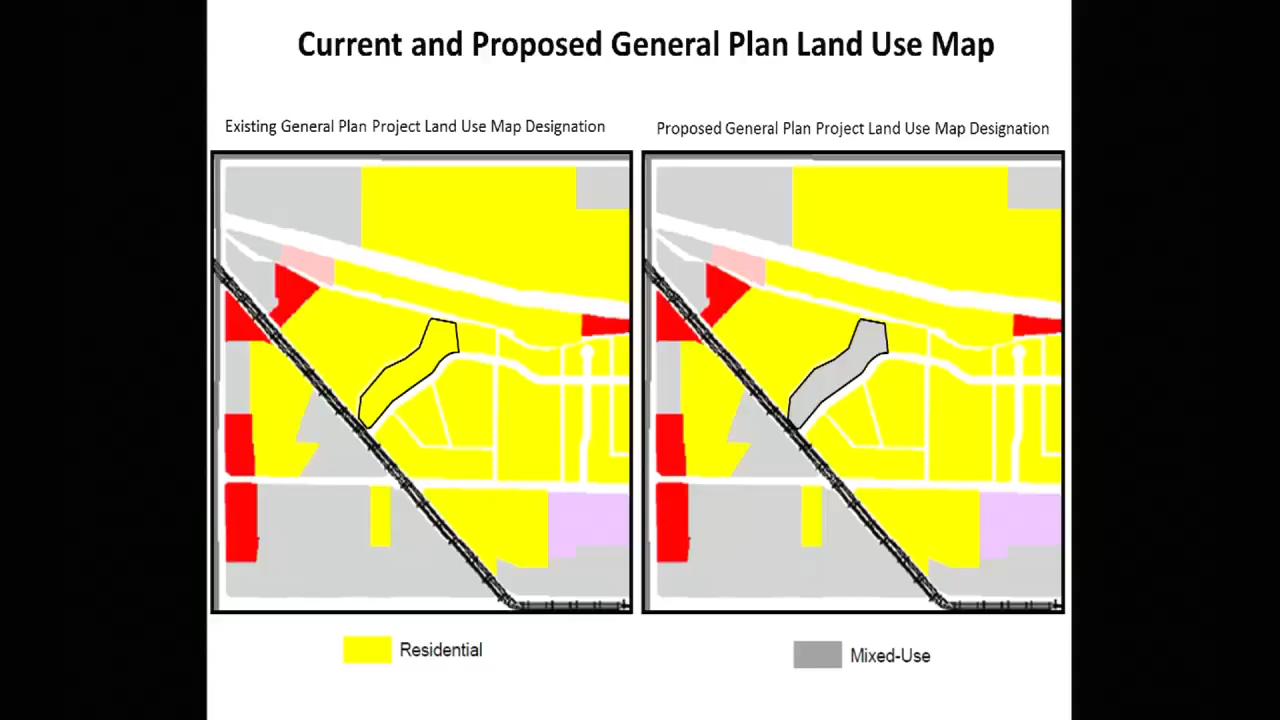 Current and Proposed General Plan Land Use Map
Existing General Plan Project Land Use Map Designation
Proposed General Plan Project Land Use Map Designation
Residential
Mixed-Use